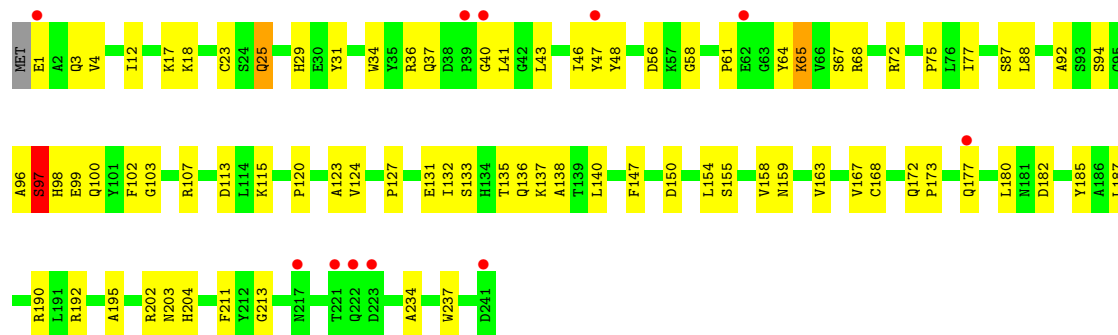 MET E1 A2 Q3 V4 I12 K17 K18 C23 S24 Q25 H29 E30 Y31 W34 Y35 R36 Q37 D38 P39 G40 L41 G42 L43 I46 Y47 Y48 D56 K57 G58 P61 E62 G63 Y64 K65 V66 S67 R68 R72 P75 L76 I77 S87 L88 A92 S93 S94 G95
A96 S97 H98 E99 Q100 Y101 F102 G103 R107 D113 L114 K115 P120 A123 V124 P127 E131 I132 S133 H134 T135 Q136 K137 A138 T139 L140 F147 D150 L154 S155 V158 N159 V163 V167 C168 Q172 P173 Q177 L180 N181 D182 Y185 A186 L187
R190 L191 R192 A195 R202 N203 H204 F211 Y212 G213 N217 T221 Q222 D223 A234 W237 D241